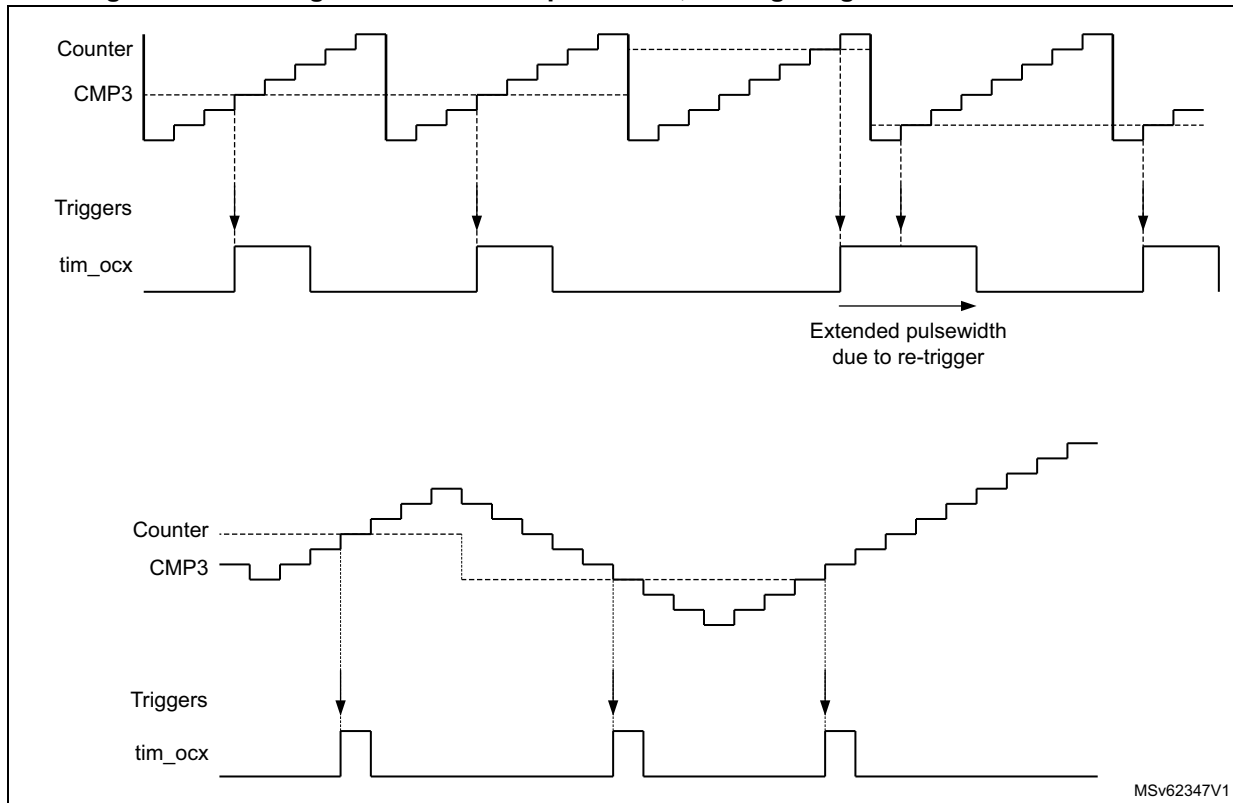 Counter
CMP3
Triggers
tim_ocx
Extended pulsewidth
due to re-trigger
Counter
CMP3
Triggers
tim_ocx
MSv62347V1